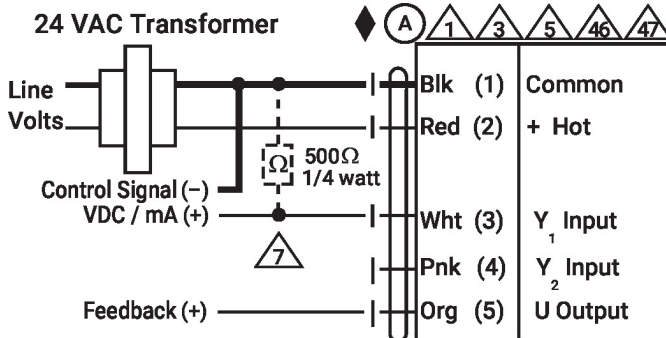 24 VAC Transformer
A 1 3 5 46 47
Line
Volts
Blk (1) Common
Red (2) + Hot
Ω 500Ω
1/4 watt
Control Signal (–)
VDC / mA (+)
Wht (3) Y1 Input
7
Pnk (4) Y2 Input
Feedback (+)
Org (5) U Output